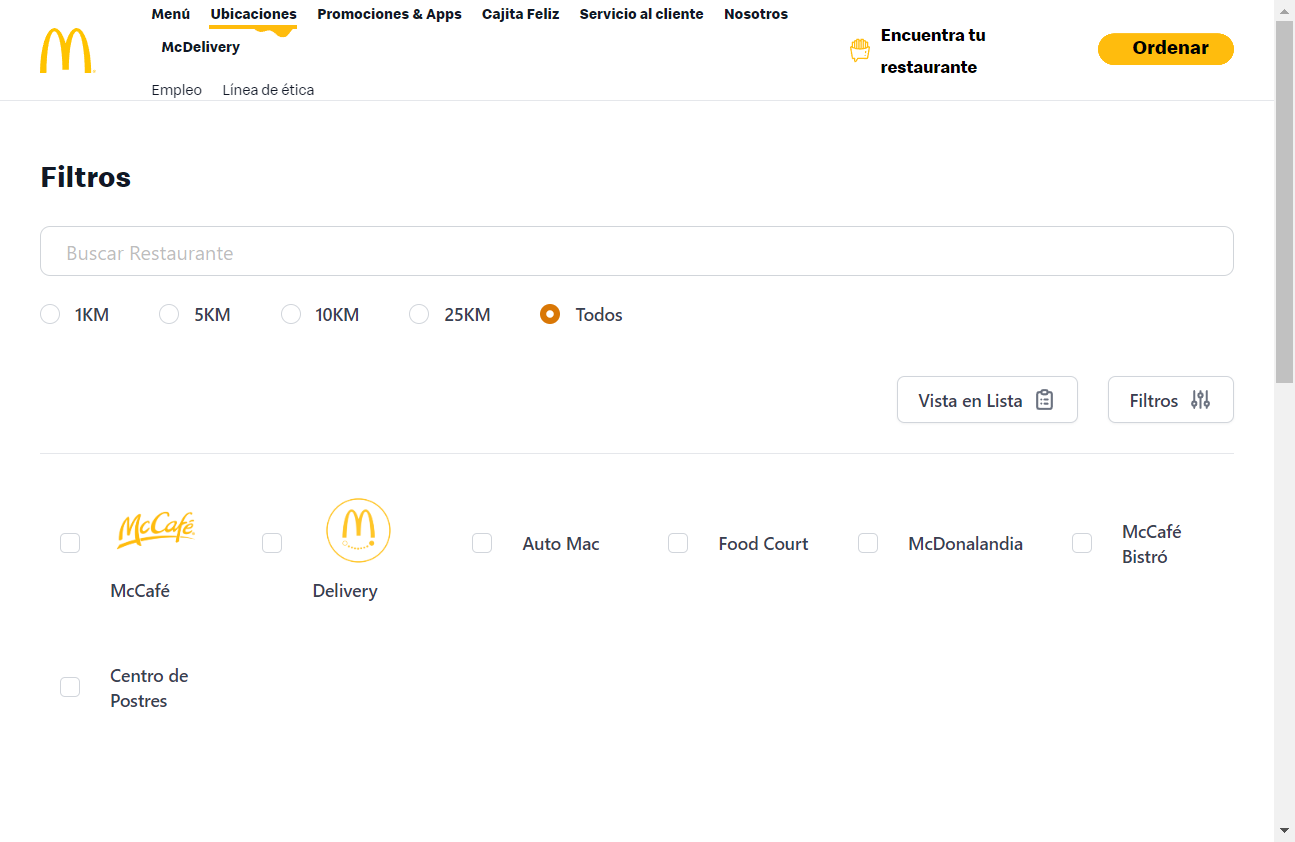 Menú Ubicaciones Promociones & Apps Cajita Feliz Servicio al cliente Nosotros
McDelivery
Encuentra tu
restaurante
Ordenar
Empleo Línea de ética
Filtros
Buscar Restaurante
1KM 5KM 10KM 25KM Todos
Vista en Lista Filtros
McCafé
McCafé
Delivery
Auto Mac
Food Court
McDonalandia
McCafé
Bistró
Centro de
Postres